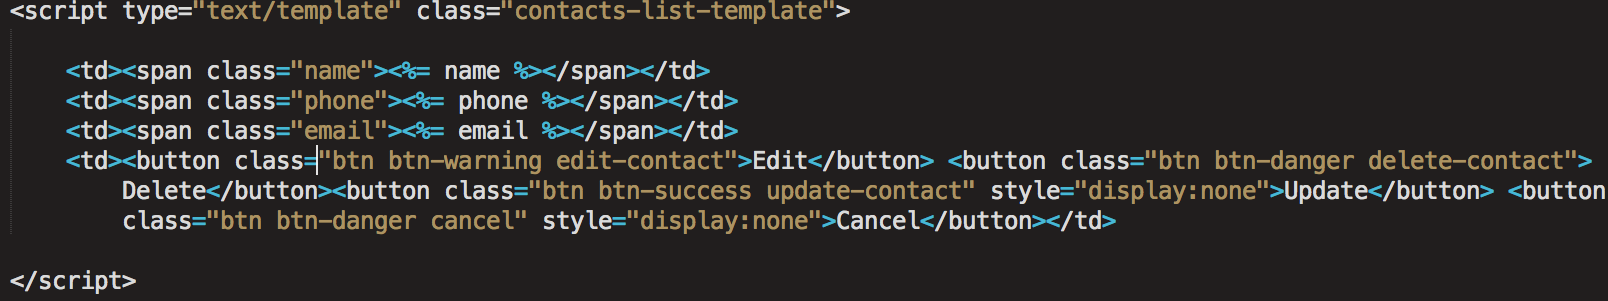 <script type="text/template" class="contacts-list-template">
<td><span class="name"><%= name %></span></td>
<td><span class="phone"><%= phone %></span></td>
<td><span class="email"><%= email %></span></td>
<td><button class="btn btn-warning edit-contact">Edit</button> <button class="btn btn-danger delete-contact">
Delete</button><button class="btn btn-success update-contact" style="display:none">Update</button> <button
class="btn btn-danger cancel" style="display:none">Cancel</button></td>
</script>